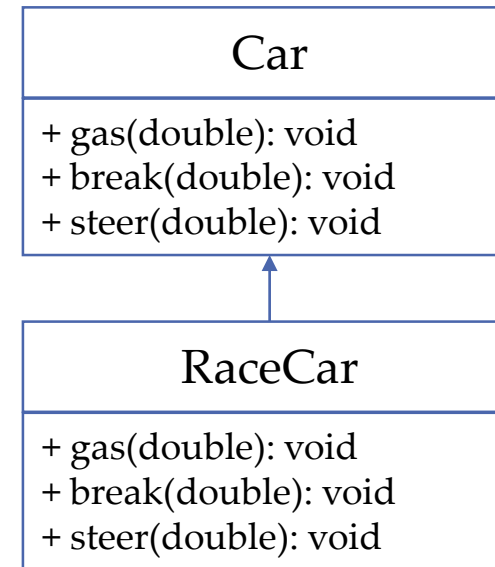 Car
+ gas(double): void
+ break(double): void
+ steer(double): void
RaceCar
+ gas(double): void
+ break(double): void
+ steer(double): void